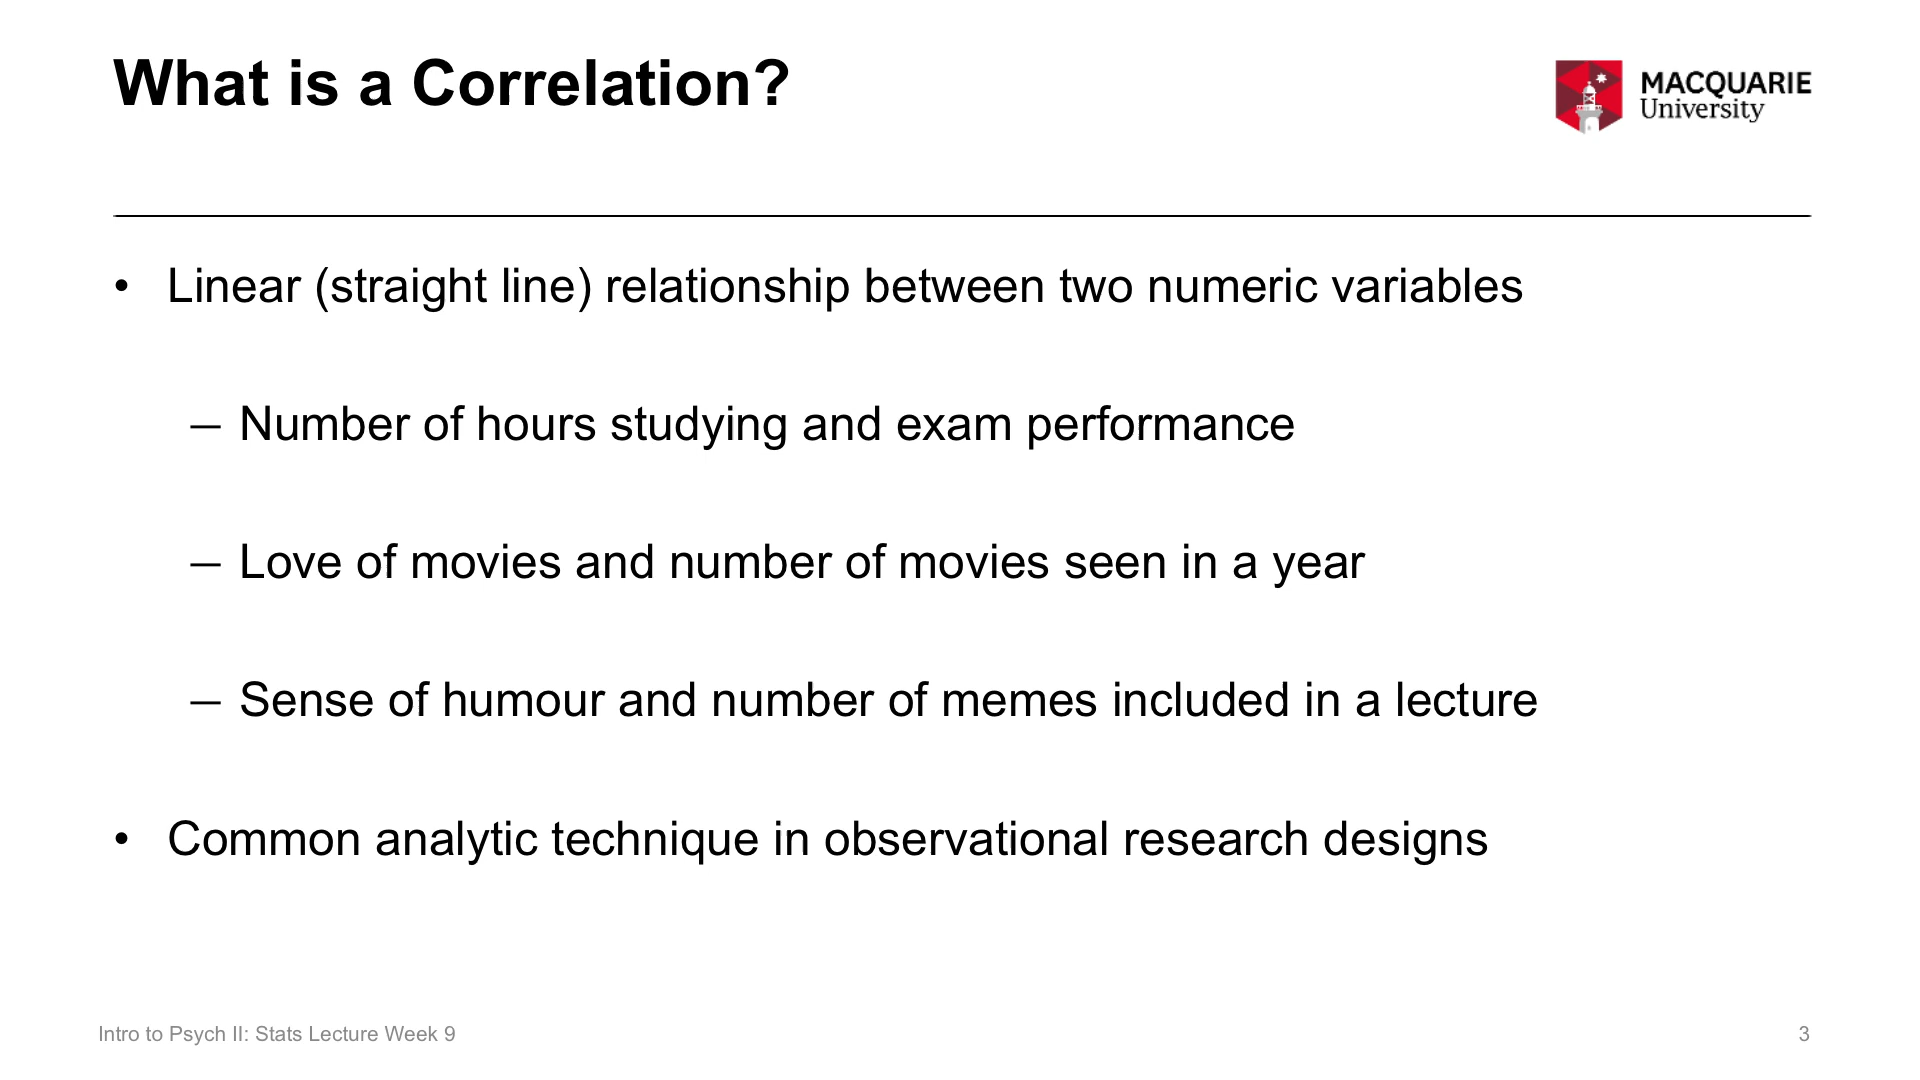 What is a Correlation?
MACQUARIE
University
• Linear (straight line) relationship between two numeric variables
– Number of hours studying and exam performance
– Love of movies and number of movies seen in a year
– Sense of humour and number of memes included in a lecture
• Common analytic technique in observational research designs
Intro to Psych II: Stats Lecture Week 9
3